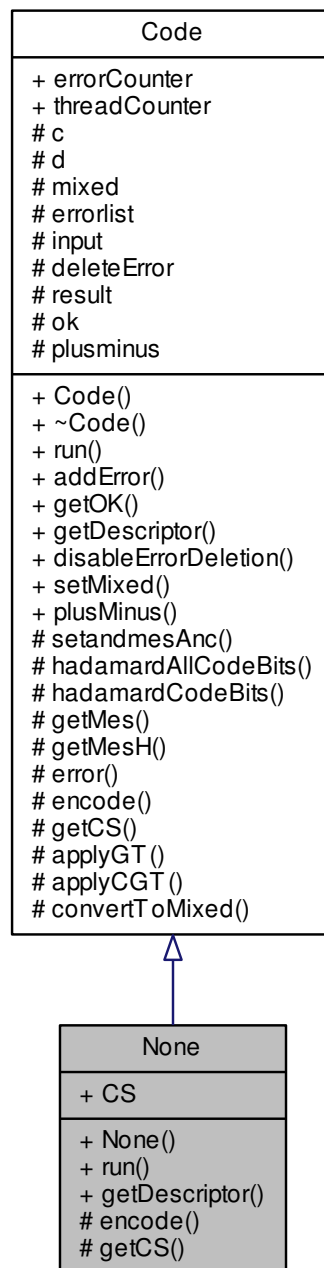 Code
+ errorCounter
+ threadCounter
# c
# d
# mixed
# errorlist
# input
# deleteError
# result
# ok
# plusminus
+ Code()
+ ~Code()
+ run()
+ addError()
+ getOK()
+ getDescriptor()
+ disableErrorDeletion()
+ setMixed()
+ plusMinus()
# setandmesAnc()
# hadamardAllCodeBits()
# hadamardCodeBits()
# getMes()
# getMesH()
# error()
# encode()
# getCS()
# applyGT()
# applyCGT()
# convertToMixed()
None
+ CS
+ None()
+ run()
+ getDescriptor()
# encode()
# getCS()